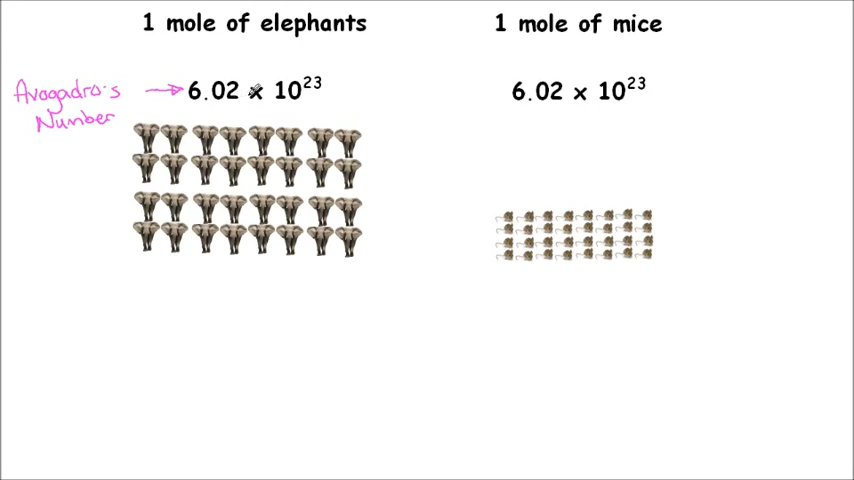 1 mole of elephants
1 mole of mice
Avogadro's
Number
6.02 x 10²³
6.02 x 10²³